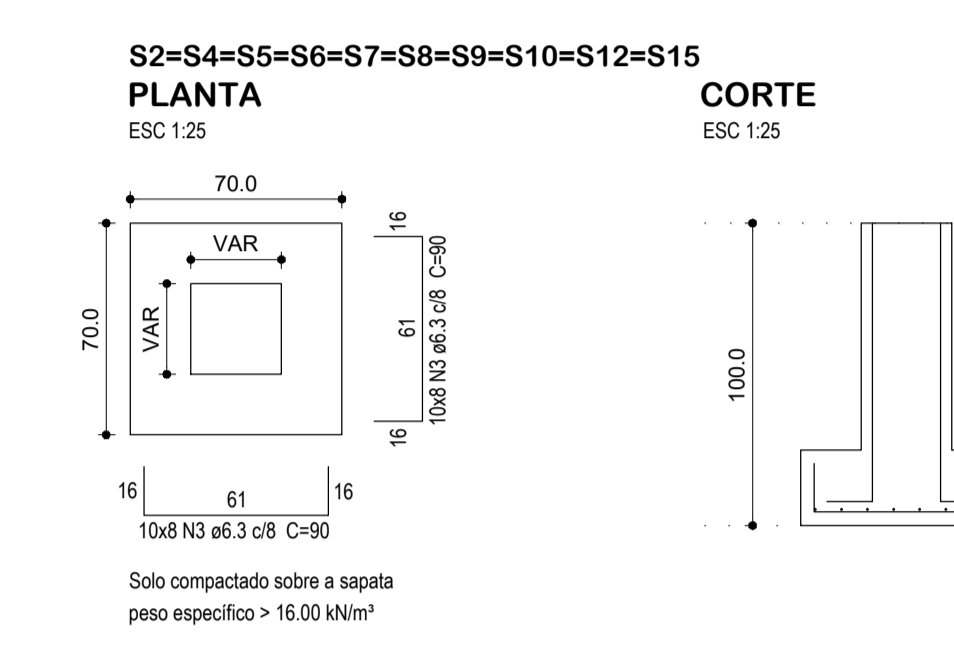 S2=S4=S5=S6=S7=S8=S9=S10=S12=S15
PLANTA
ESC 1:25
CORTE
ESC 1:25
70.0
70.0
VAR
VAR
16
61
16
10x8 N3 ø6.3 c/8 C=90
16
61
16
10x8 N3 ø6.3 c/8 C=90
100.0
Solo compactado sobre a sapata
peso específico > 16.00 kN/m³